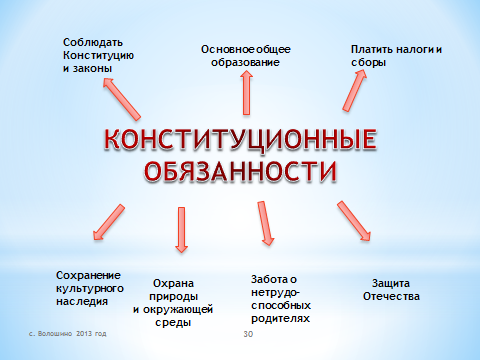 Соблюдать
Конституцию
и законы
Основное общее
образование
Платить налоги и
сборы
КОНСТИТУЦИОННЫЕ
ОБЯЗАННОСТИ
Сохранение
культурного
наследия
Охрана
природы
и окружающей
среды
Забота о
нетрудо-
способных
родителях
Защита
Отечества
с. Волошино 2013 год
30